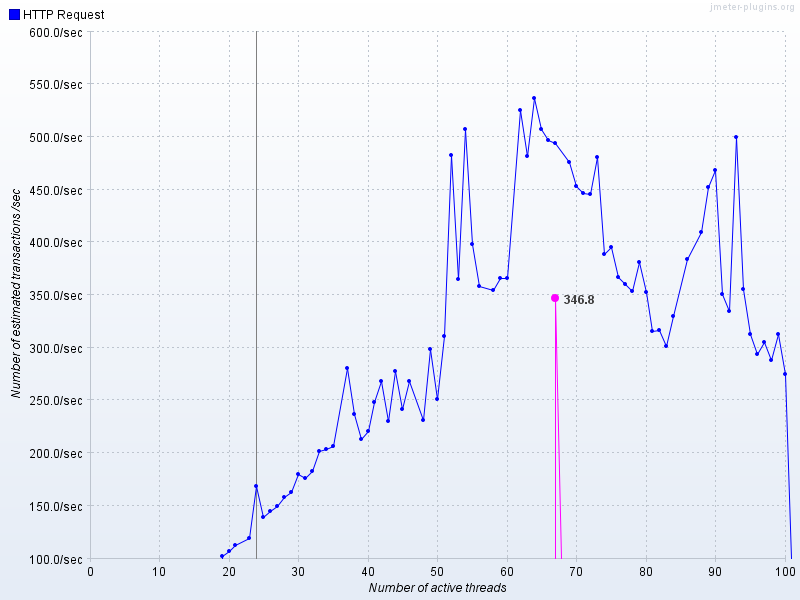 jmeter-plugins.org
HTTP Request
600.0/sec
550.0/sec
500.0/sec
450.0/sec
400.0/sec
350.0/sec
300.0/sec
250.0/sec
200.0/sec
150.0/sec
100.0/sec
Number of estimated transactions /sec
346.8
0 10 20 30 40 50 60 70 80 90 100
Number of active threads